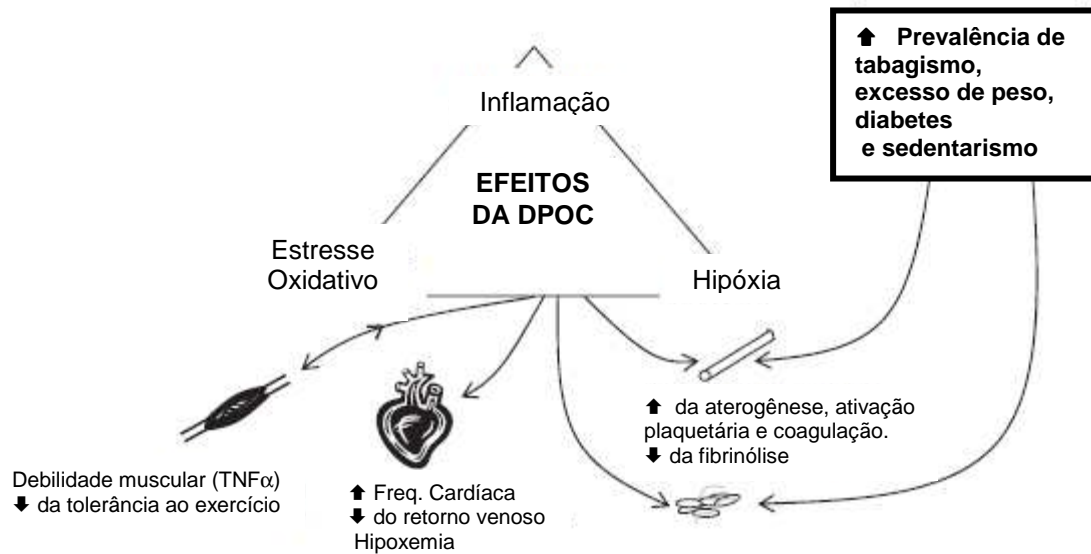 🡅 Prevalência de
tabagismo,
excesso de peso,
diabetes
e sedentarismo
Inflamação
EFEITOS
DA DPOC
Estresse
Oxidativo
Hipóxia
🡅 da aterogênese, ativação
plaquetária e coagulação.
🡇 da fibrinólise
Debilidade muscular (TNFα)
🡇 da tolerância ao exercício
🡅 Freq. Cardíaca
🡇 do retorno venoso
Hipoxemia